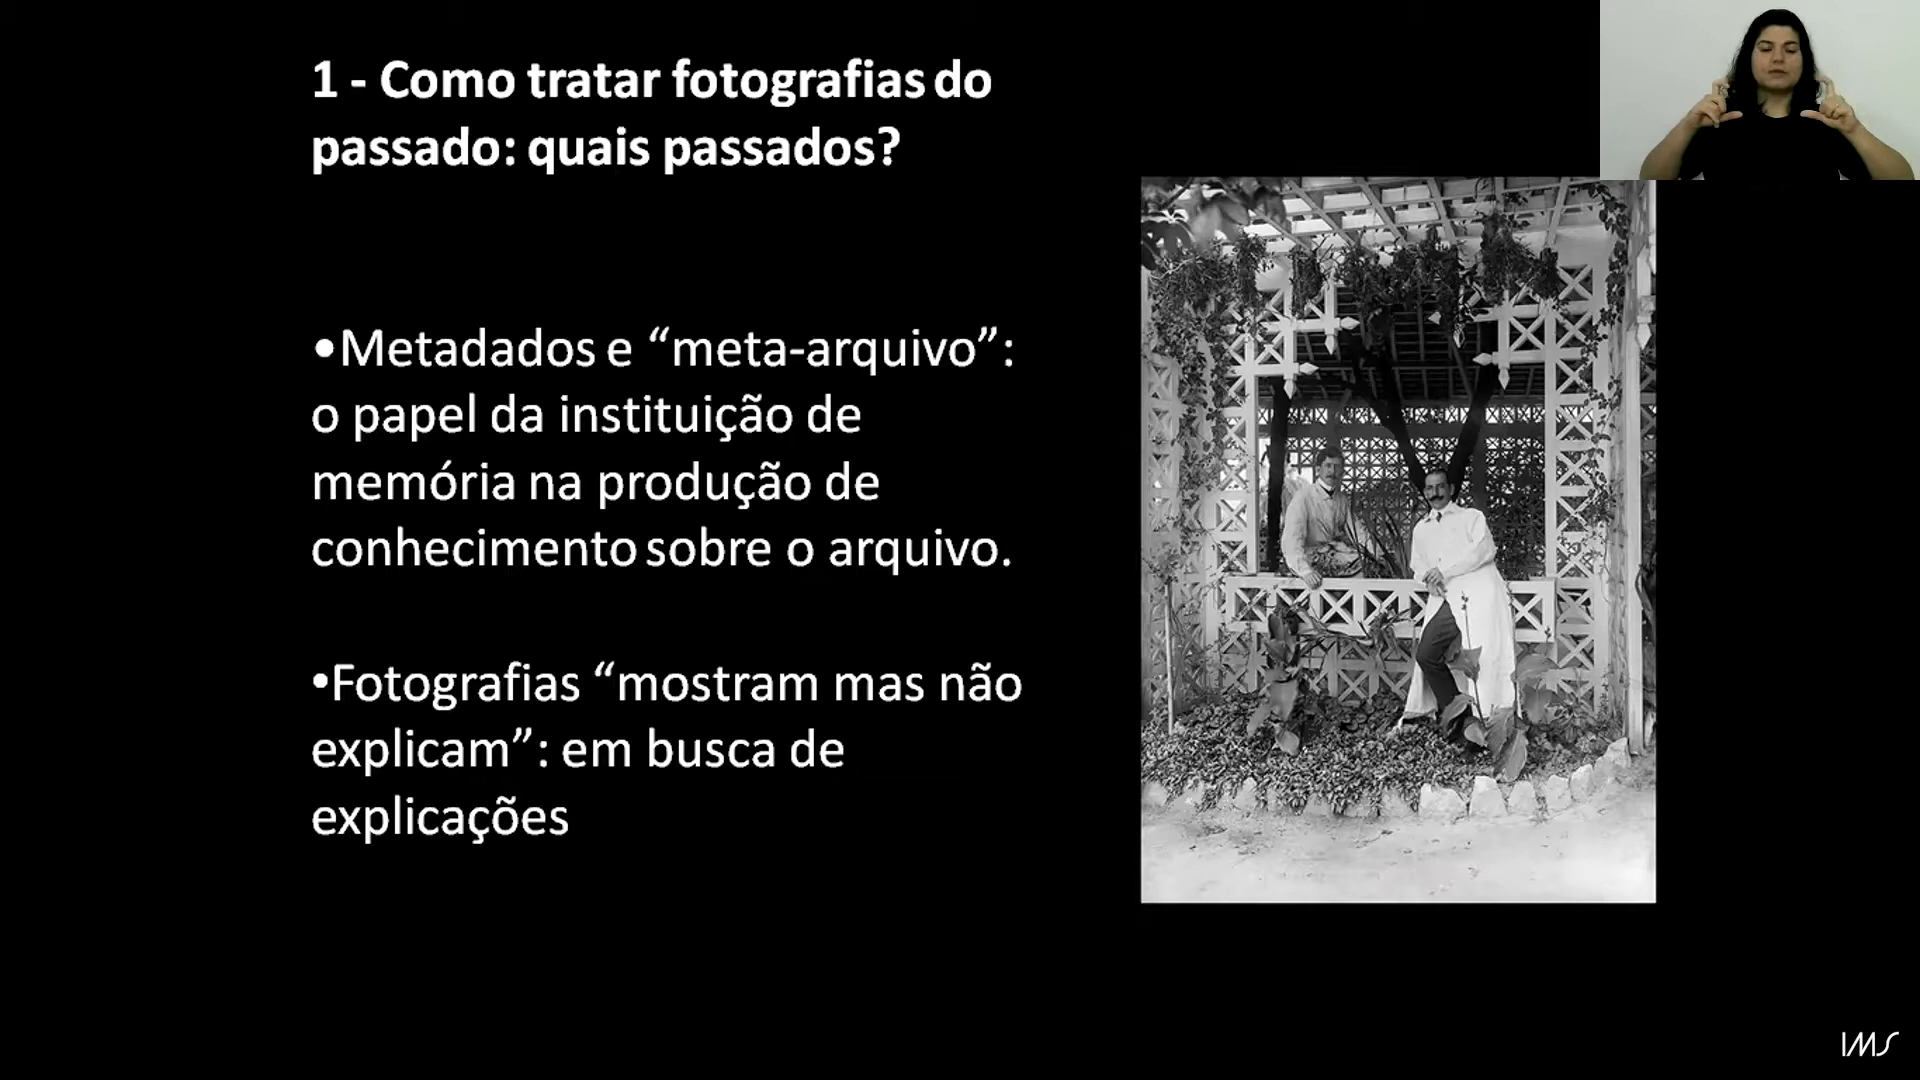 1 - Como tratar fotografias do
passado: quais passados?
•Metadados e “meta-arquivo”:
o papel da instituição de
memória na produção de
conhecimento sobre o arquivo.
•Fotografias “mostram mas não
explicam”: em busca de
explicações
IMS